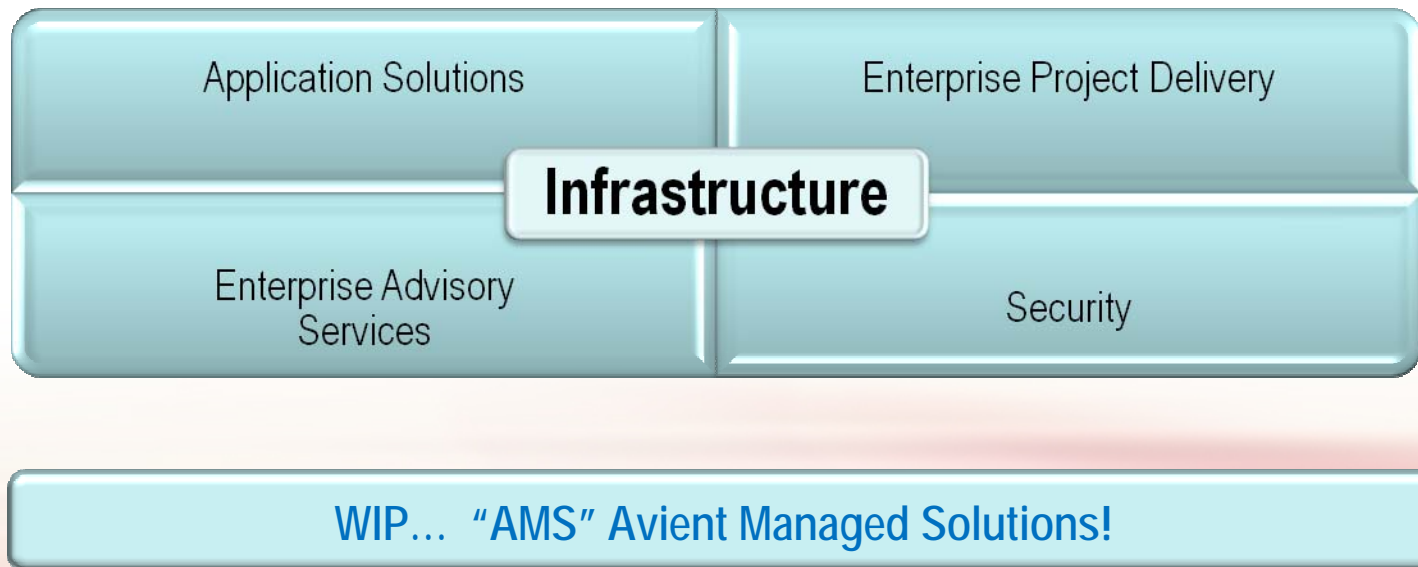 Application Solutions
Enterprise Project Delivery
Infrastructure
Enterprise Advisory
Services
Security
WIP... “AMS” Avient Managed Solutions!